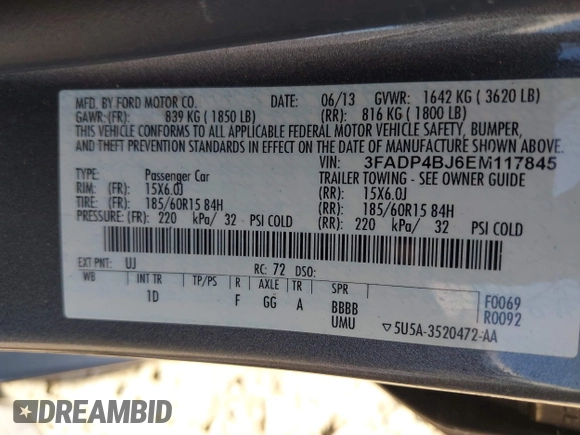 MFD. BY FORD MOTOR CO. DATE: 06/13 GVWR: 1642 KG ( 3620 LB)
GAWR: (FR): 839 KG ( 1850 LB) (RR): 816 KG ( 1800 LB)
THIS VEHICLE CONFORMS TO ALL APPLICABLE FEDERAL MOTOR VEHICLE SAFETY, BUMPER,
AND THEFT PREVENTION STANDARDS IN EFFECT ON THE DATE OF MANUFACTURE SHOWN ABOVE.
VIN: 3FADP4BJ6EM117845
TYPE: Passenger Car TRAILER TOWING - SEE OWNER GUIDE
RIM: (FR): 15X6.0J (RR): 15X6.0J
TIRE: (FR): 185/60R15 84H (RR): 185/60R15 84H
PRESSURE: (FR): 220 kPa/ 32 PSI COLD (RR): 220 kPa/ 32 PSI COLD
EXT PNT: UJ RC: 72 DSO:
WB INT TR TP/PS R AXLE TR SPR
1D F GG A BBBB F0069
UMU R0092
▽5U5A-3520472-AA
DREAMBID